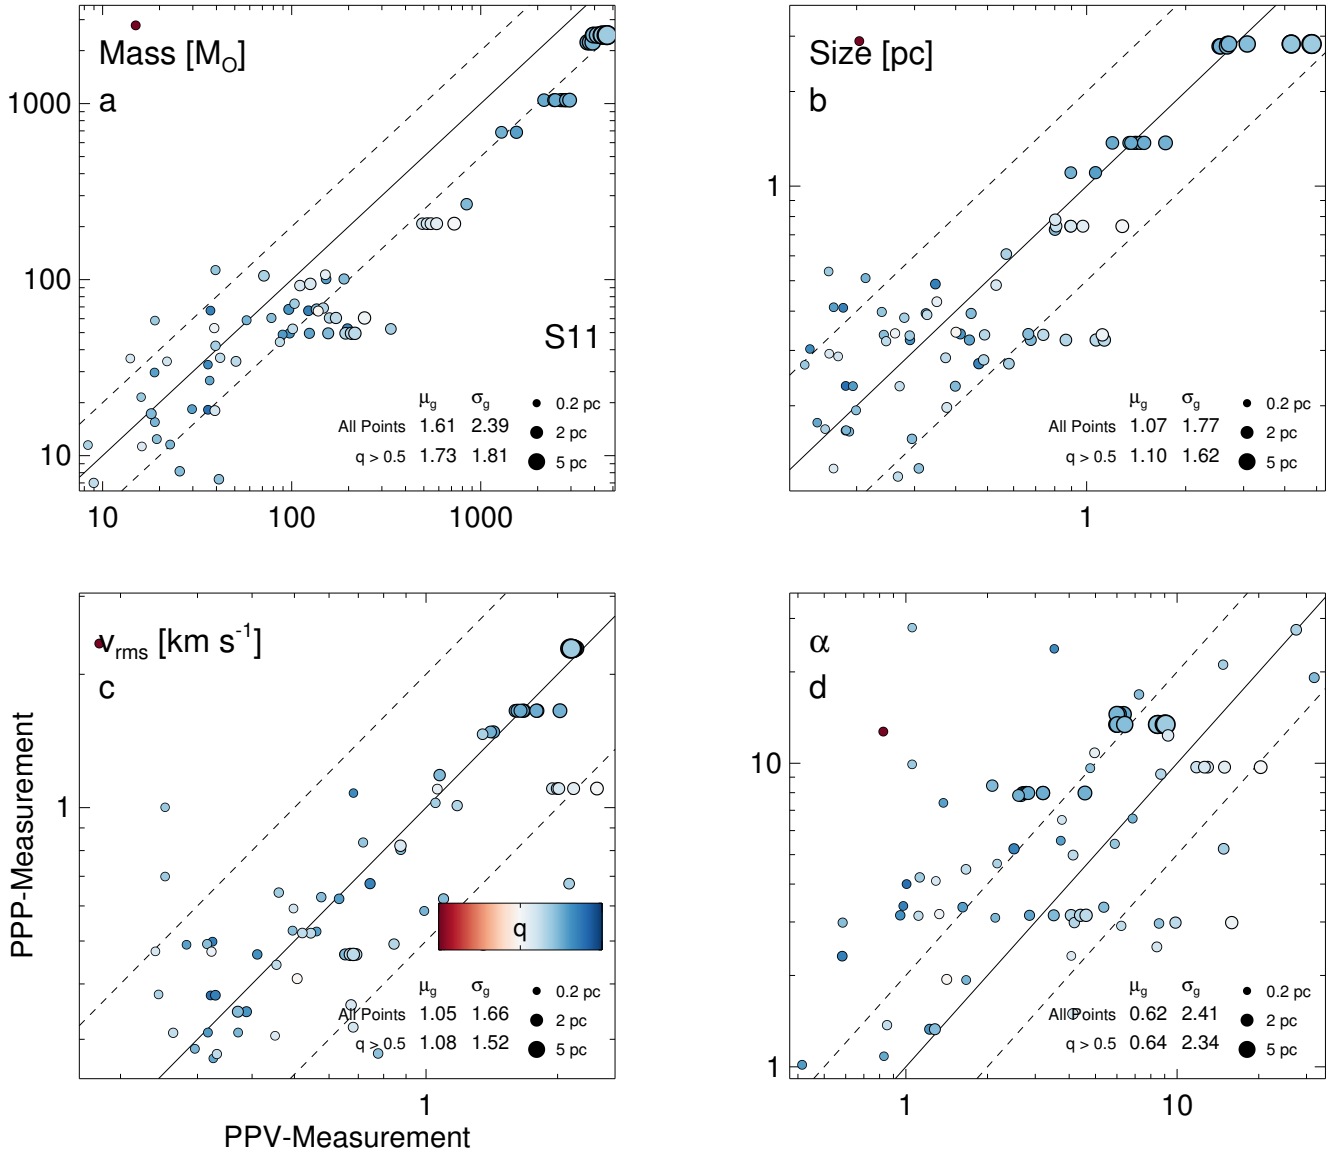 Mass [M_O]
a
1000
100
10
S11
μg σg
All Points 1.61 2.39
q > 0.5 1.73 1.81
0.2 pc
2 pc
5 pc
10 100 1000
Size [pc]
b
1
μg σg
All Points 1.07 1.77
q > 0.5 1.10 1.62
0.2 pc
2 pc
5 pc
1
v_rms [km s^-1]
c
1
q
μg σg
All Points 1.05 1.66
q > 0.5 1.08 1.52
0.2 pc
2 pc
5 pc
1
PPP-Measurement
PPV-Measurement
α
d
10
1
μg σg
All Points 0.62 2.41
q > 0.5 0.64 2.34
0.2 pc
2 pc
5 pc
1 10